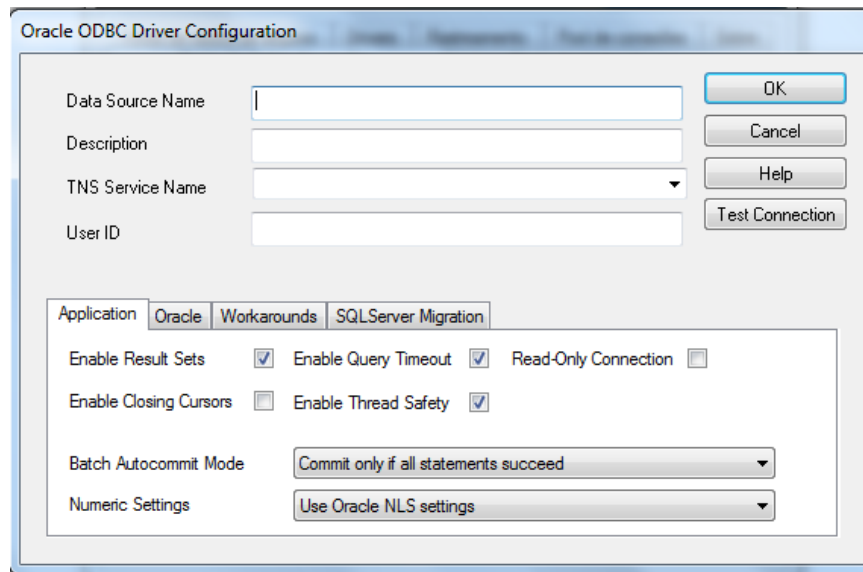 Oracle ODBC Driver Configuration
Data Source Name
OK
Description
Cancel
TNS Service Name
Help
User ID
Test Connection
Application Oracle Workarounds SQLServer Migration
Enable Result Sets Enable Query Timeout Read-Only Connection
Enable Closing Cursors Enable Thread Safety
Batch Autocommit Mode Commit only if all statements succeed
Numeric Settings Use Oracle NLS settings